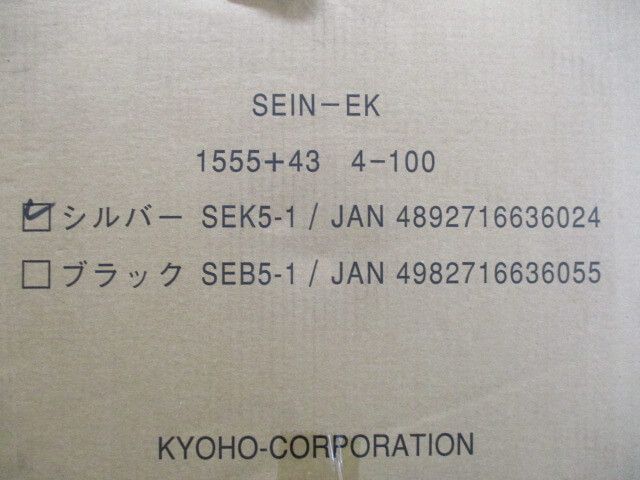 SEIN-EK
1555+43 4-100
シルバー SEK5-1 / JAN 4892716636024
ブラック SEB5-1 / JAN 4982716636055
KYOHO-CORPORATION